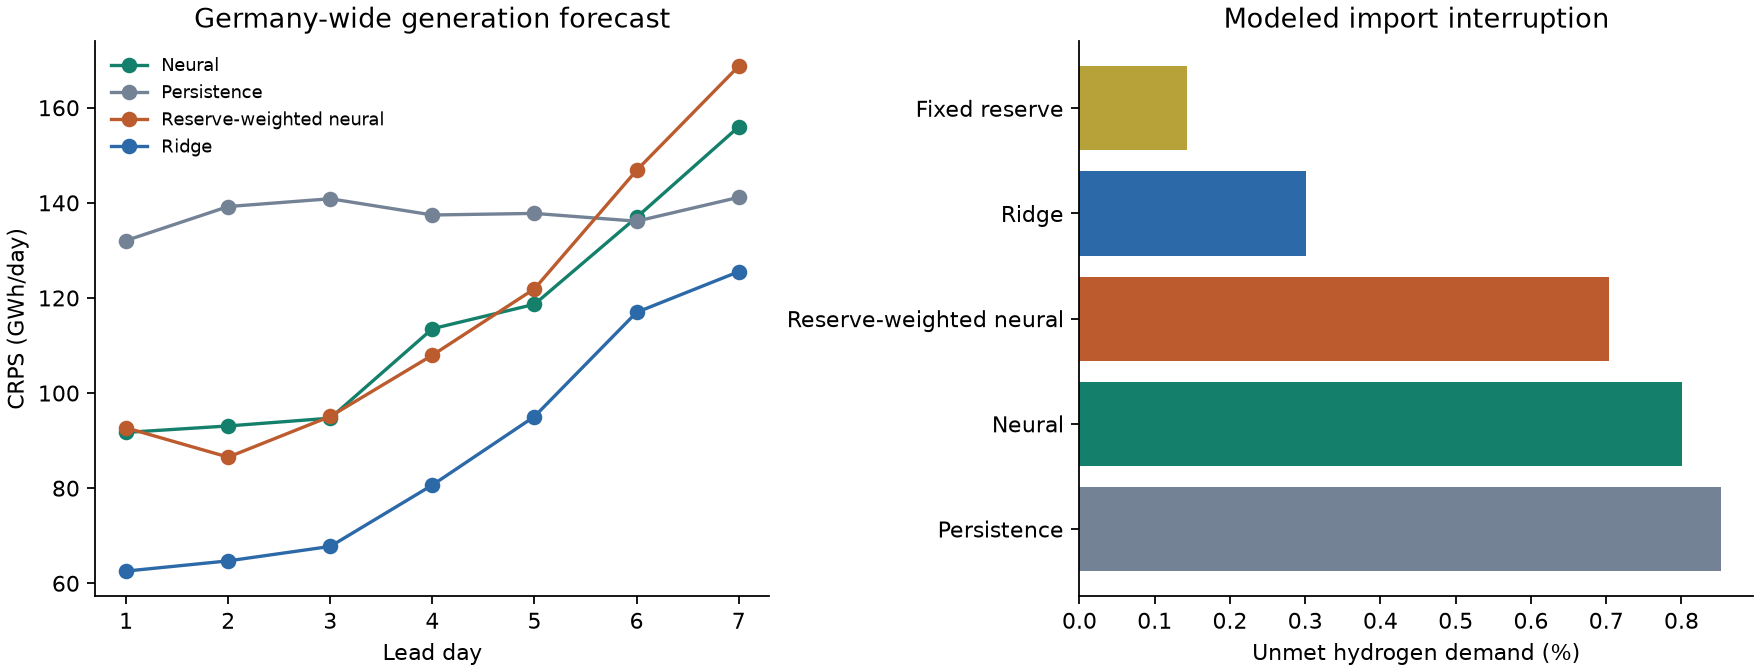 Germany-wide generation forecast
Neural
Persistence
Reserve-weighted neural
Ridge
CRPS (GWh/day)
160
140
120
100
80
60
1 2 3 4 5 6 7
Lead day
Modeled import interruption
Fixed reserve
Ridge
Reserve-weighted neural
Neural
Persistence
0.0 0.1 0.2 0.3 0.4 0.5 0.6 0.7 0.8
Unmet hydrogen demand (%)